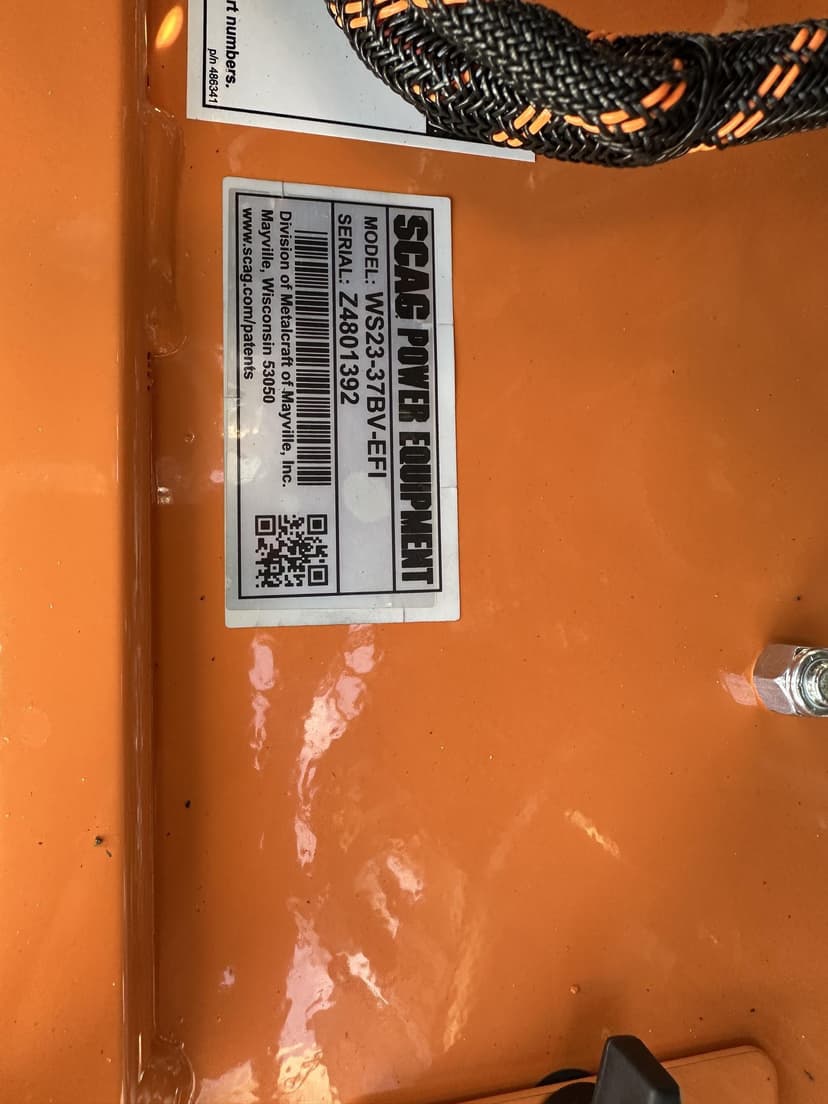 rt numbers.
p/n 486341
SCAG POWER EQUIPMENT
MODEL: WS23-37BV-EFI
SERIAL: Z4801392
Division of Metalcraft of Mayville, Inc.
Mayville, Wisconsin 53050
www.scag.com/patents